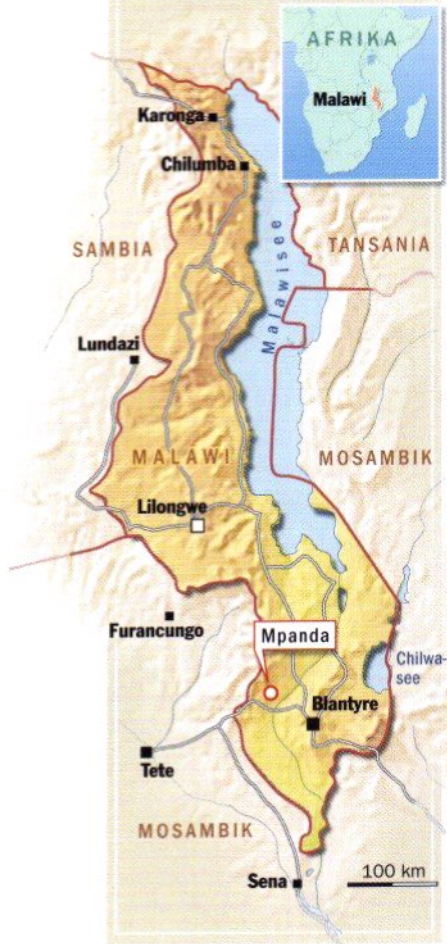 AFRIKA
Malawi
Karonga
Chilumba
SAMBIA
TANSANIA
Malawisee
Lundazi
MALAWI
MOSAMBIK
Lilongwe
Furancungo
Mpanda
Chilwa-
see
Blantyre
Tete
MOSAMBIK
Sena
100 km